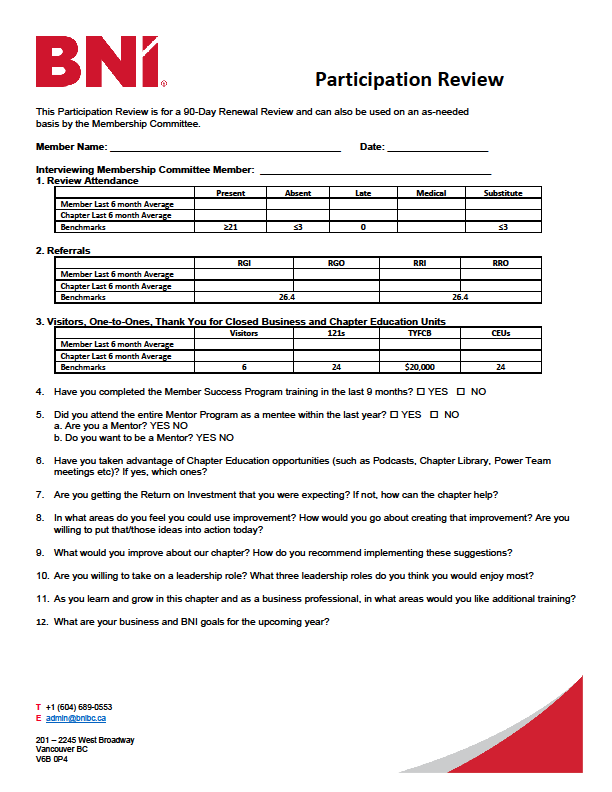 BNI®
Participation Review
This Participation Review is for a 90-Day Renewal Review and can also be used on an as-needed
basis by the Membership Committee.
Member Name: ________________ Date: ________________
Interviewing Membership Committee Member: ________________
1. Review Attendance
Present Absent Late Medical Substitute
Member Last 6 month Average
Chapter Last 6 month Average
Benchmarks ≥21 ≤3 0 ≤3
2. Referrals
RGI RGO RRI RRO
Member Last 6 month Average
Chapter Last 6 month Average
Benchmarks 26.4 26.4
3. Visitors, One-to-Ones, Thank You for Closed Business and Chapter Education Units
Visitors 121s TYFCB CEUs
Member Last 6 month Average
Chapter Last 6 month Average
Benchmarks 6 24 $20,000 24
4. Have you completed the Member Success Program training in the last 9 months? ☐ YES ☐ NO
5. Did you attend the entire Mentor Program as a mentee within the last year? ☐ YES ☐ NO
a. Are you a Mentor? YES NO
b. Do you want to be a Mentor? YES NO
6. Have you taken advantage of Chapter Education opportunities (such as Podcasts, Chapter Library, Power Team
meetings etc)? If yes, which ones?
7. Are you getting the Return on Investment that you were expecting? If not, how can the chapter help?
8. In what areas do you feel you could use improvement? How would you go about creating that improvement? Are you
willing to put that/those ideas into action today?
9. What would you improve about our chapter? How do you recommend implementing these suggestions?
10. Are you willing to take on a leadership role? What three leadership roles do you think you would enjoy most?
11. As you learn and grow in this chapter and as a business professional, in what areas would you like additional training?
12. What are your business and BNI goals for the upcoming year?
T +1 (604) 689-0553
E admin@bnibc.ca
201 – 2245 West Broadway
Vancouver BC
V6B 0P4